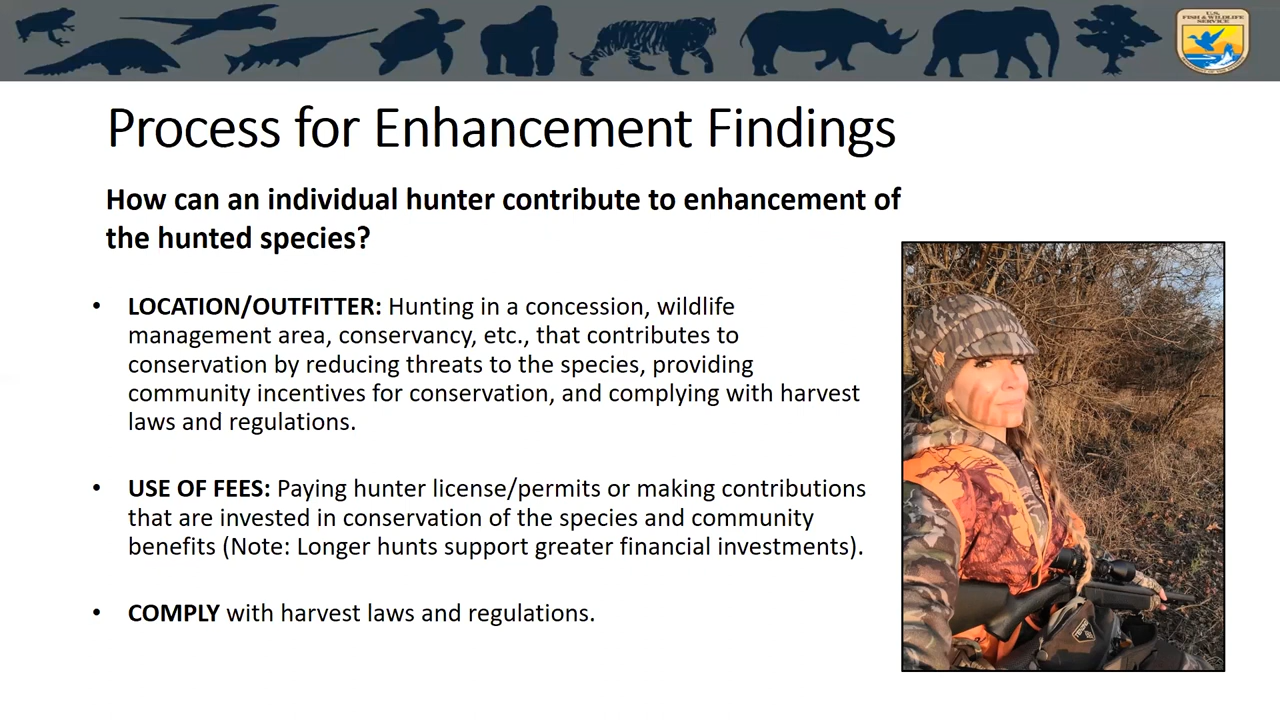 U.S.
FISH & WILDLIFE
SERVICE
Process for Enhancement Findings
How can an individual hunter contribute to enhancement of
the hunted species?
• LOCATION/OUTFITTER: Hunting in a concession, wildlife
management area, conservancy, etc., that contributes to
conservation by reducing threats to the species, providing
community incentives for conservation, and complying with harvest
laws and regulations.
• USE OF FEES: Paying hunter license/permits or making contributions
that are invested in conservation of the species and community
benefits (Note: Longer hunts support greater financial investments).
• COMPLY with harvest laws and regulations.